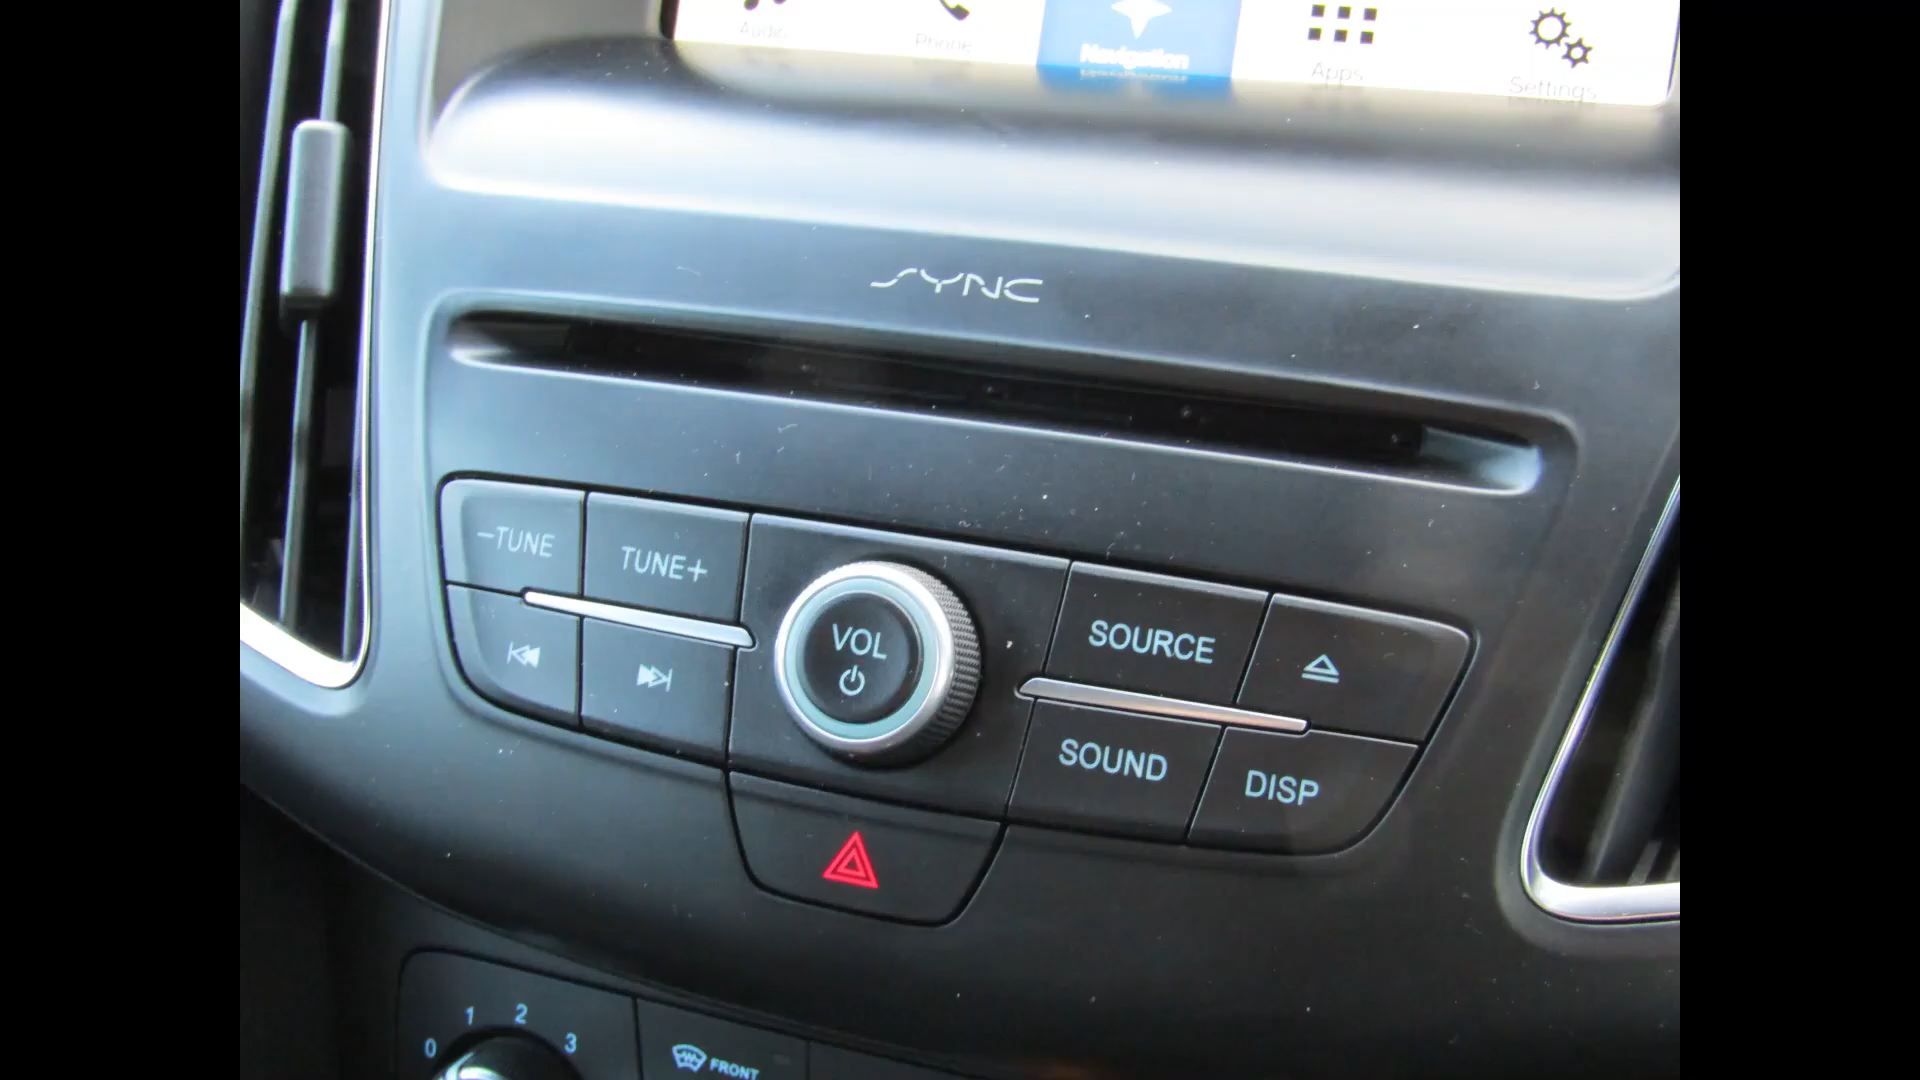 Audio Phone Navigation Apps Settings
SYNC
-TUNE TUNE+
VOL
SOURCE
SOUND DISP
0 1 2 3
FRONT